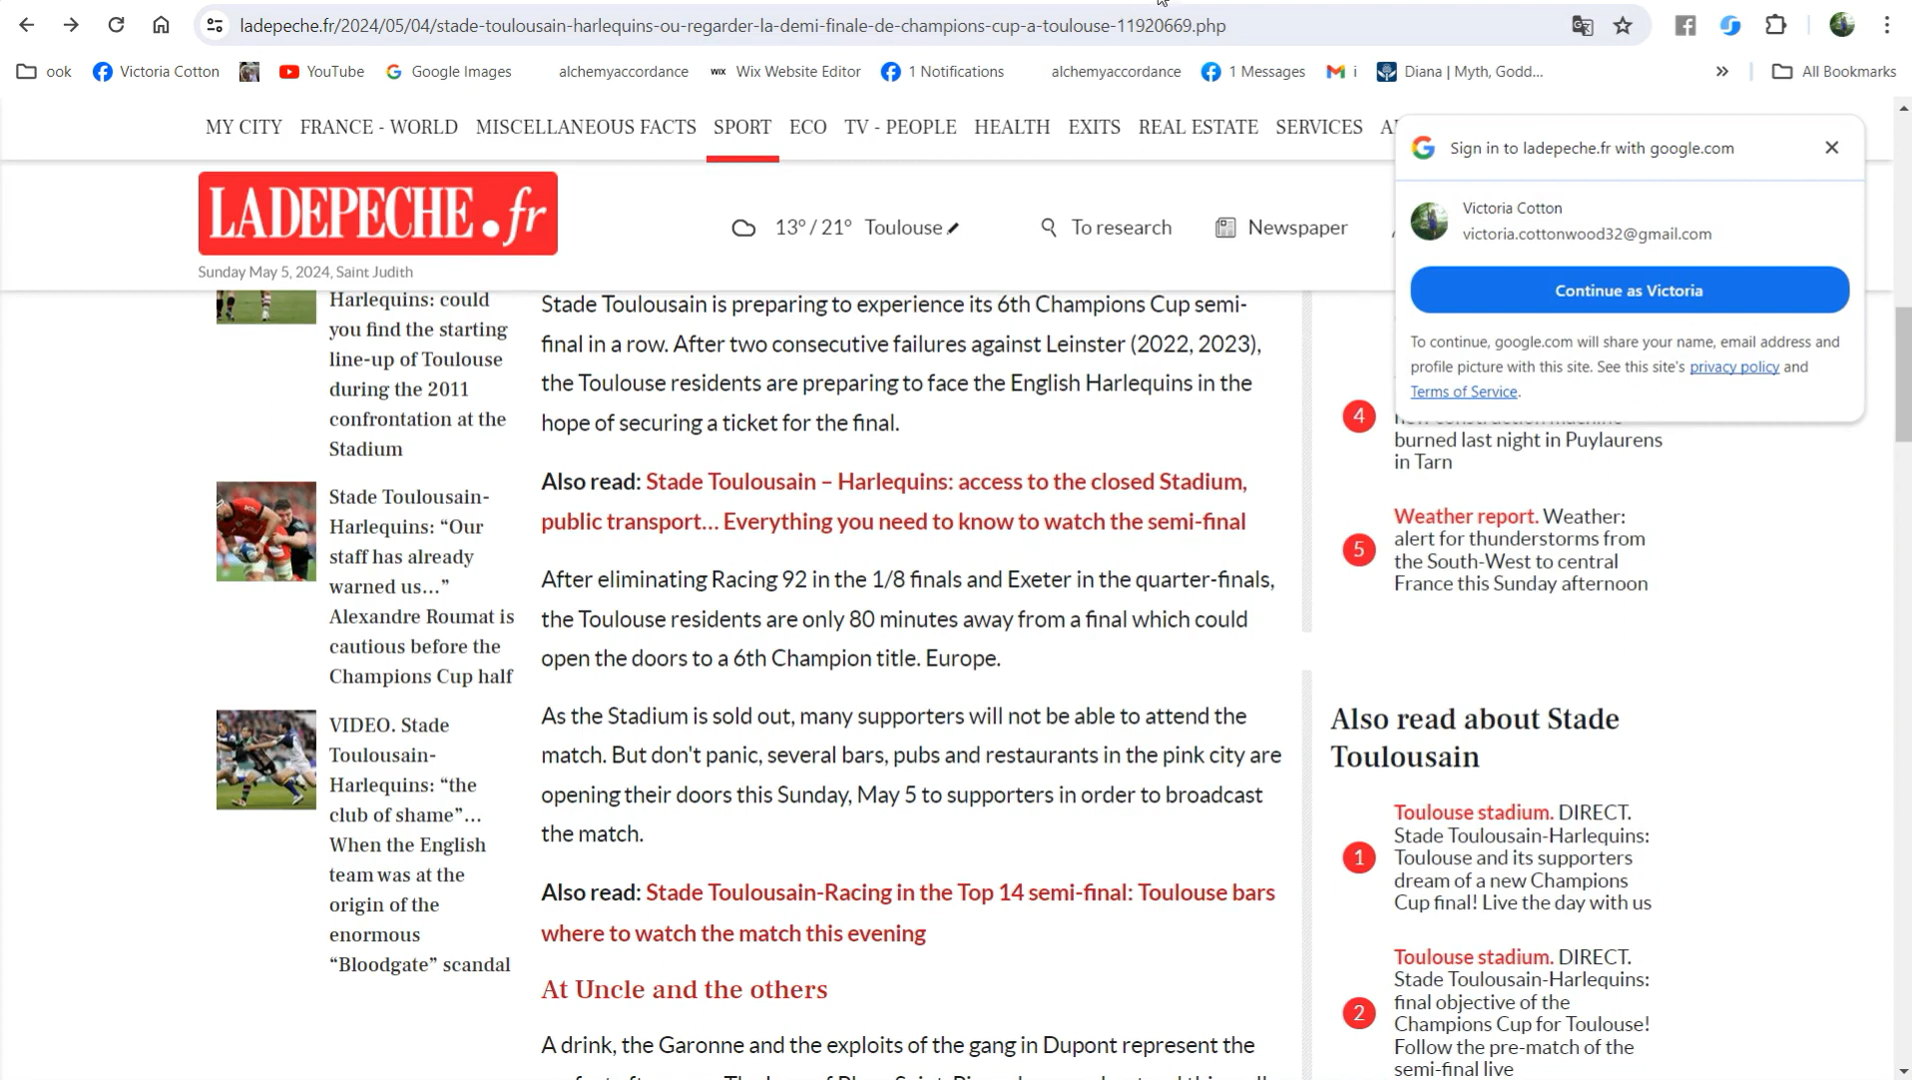 ladepeche.fr/2024/05/04/stade-toulousain-harlequins-ou-regarder-la-demi-finale-de-champions-cup-a-toulouse-11920669.php
ook
Victoria Cotton
YouTube
Google Images
alchemyaccordance
Wix Website Editor
1 Notifications
alchemyaccordance
1 Messages
i
Diana | Myth, Godd...
»
All Bookmarks
MY CITY
FRANCE - WORLD
MISCELLANEOUS FACTS
SPORT
ECO
TV - PEOPLE
HEALTH
EXITS
REAL ESTATE
SERVICES
LADEPECHE.fr
Sunday May 5, 2024, Saint Judith
13° / 21° Toulouse
To research
Newspaper
Sign in to ladepeche.fr with google.com
Victoria Cotton
victoria.cottonwood32@gmail.com
Continue as Victoria
To continue, google.com will share your name, email address and
profile picture with this site. See this site's privacy policy and
Terms of Service.
Harlequins: could
you find the starting
line-up of Toulouse
during the 2011
confrontation at the
Stadium
Stade Toulousain-
Harlequins: “Our
staff has already
warned us…”
Alexandre Roumat is
cautious before the
Champions Cup half
VIDEO. Stade
Toulousain-
Harlequins: “the
club of shame”…
When the English
team was at the
origin of the
enormous
“Bloodgate” scandal
Stade Toulousain is preparing to experience its 6th Champions Cup semi-
final in a row. After two consecutive failures against Leinster (2022, 2023),
the Toulouse residents are preparing to face the English Harlequins in the
hope of securing a ticket for the final.
Also read: Stade Toulousain – Harlequins: access to the closed Stadium,
public transport… Everything you need to know to watch the semi-final
After eliminating Racing 92 in the 1/8 finals and Exeter in the quarter-finals,
the Toulouse residents are only 80 minutes away from a final which could
open the doors to a 6th Champion title. Europe.
As the Stadium is sold out, many supporters will not be able to attend the
match. But don't panic, several bars, pubs and restaurants in the pink city are
opening their doors this Sunday, May 5 to supporters in order to broadcast
the match.
Also read: Stade Toulousain-Racing in the Top 14 semi-final: Toulouse bars
where to watch the match this evening
At Uncle and the others
A drink, the Garonne and the exploits of the gang in Dupont represent the
4
burned last night in Puylaurens
in Tarn
5
Weather report. Weather:
alert for thunderstorms from
the South-West to central
France this Sunday afternoon
Also read about Stade
Toulousain
1
Toulouse stadium. DIRECT.
Stade Toulousain-Harlequins:
Toulouse and its supporters
dream of a new Champions
Cup final! Live the day with us
2
Toulouse stadium. DIRECT.
Stade Toulousain-Harlequins:
final objective of the
Champions Cup for Toulouse!
Follow the pre-match of the
semi-final live